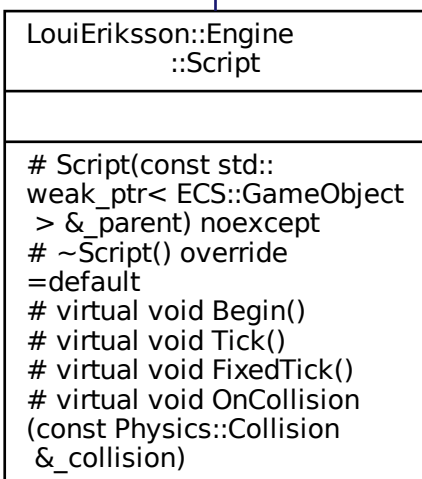 LouiEriksson::Engine
::Script
# Script(const std::
weak_ptr< ECS::GameObject
> &_parent) noexcept
# ~Script() override
=default
# virtual void Begin()
# virtual void Tick()
# virtual void FixedTick()
# virtual void OnCollision
(const Physics::Collision
&_collision)